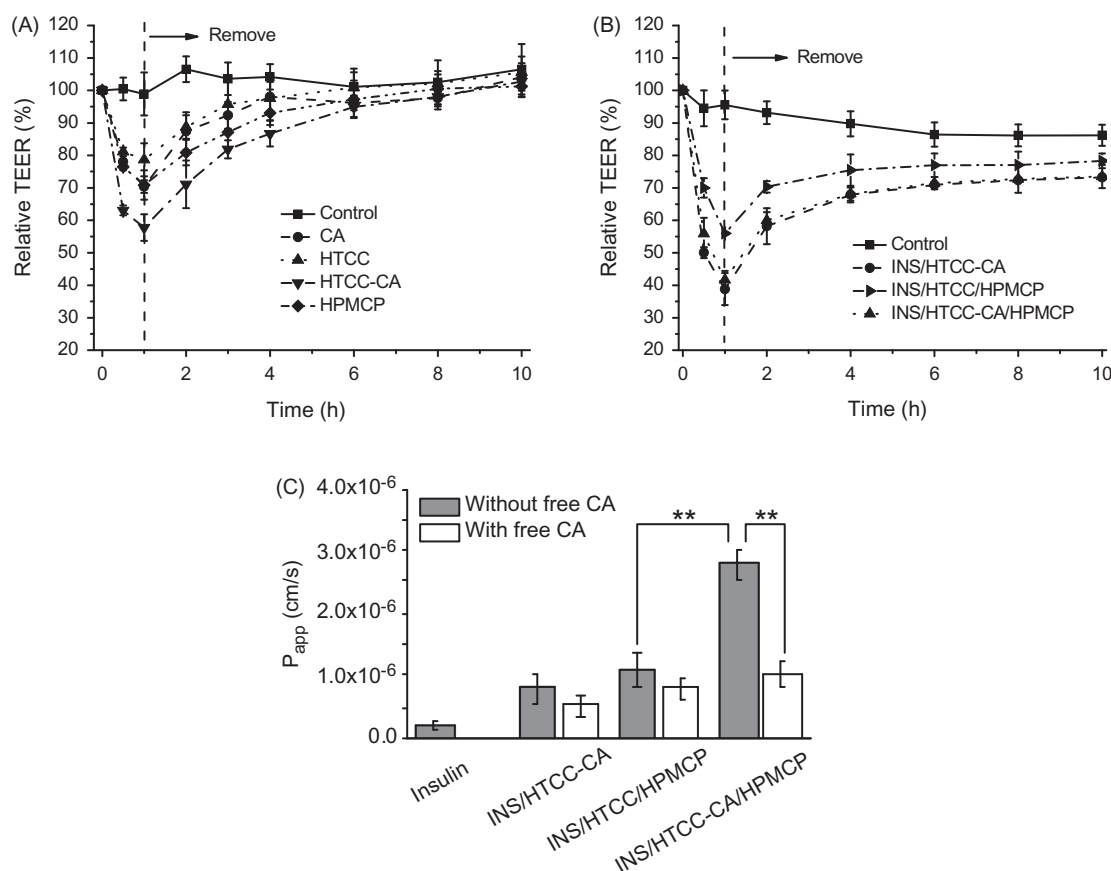 (A)
Remove
Relative TEER (%)
120
110
100
90
80
70
60
50
40
30
20
Control
CA
HTCC
HTCC-CA
HPMCP
0 2 4 6 8 10
Time (h)
(B)
Remove
Relative TEER (%)
120
110
100
90
80
70
60
50
40
30
20
Control
INS/HTCC-CA
INS/HTCC/HPMCP
INS/HTCC-CA/HPMCP
0 2 4 6 8 10
Time (h)
(C)
Papp (cm/s)
4.0x10-6
3.0x10-6
2.0x10-6
1.0x10-6
0.0
Without free CA
With free CA
** **
Insulin
INS/HTCC-CA
INS/HTCC/HPMCP
INS/HTCC-CA/HPMCP